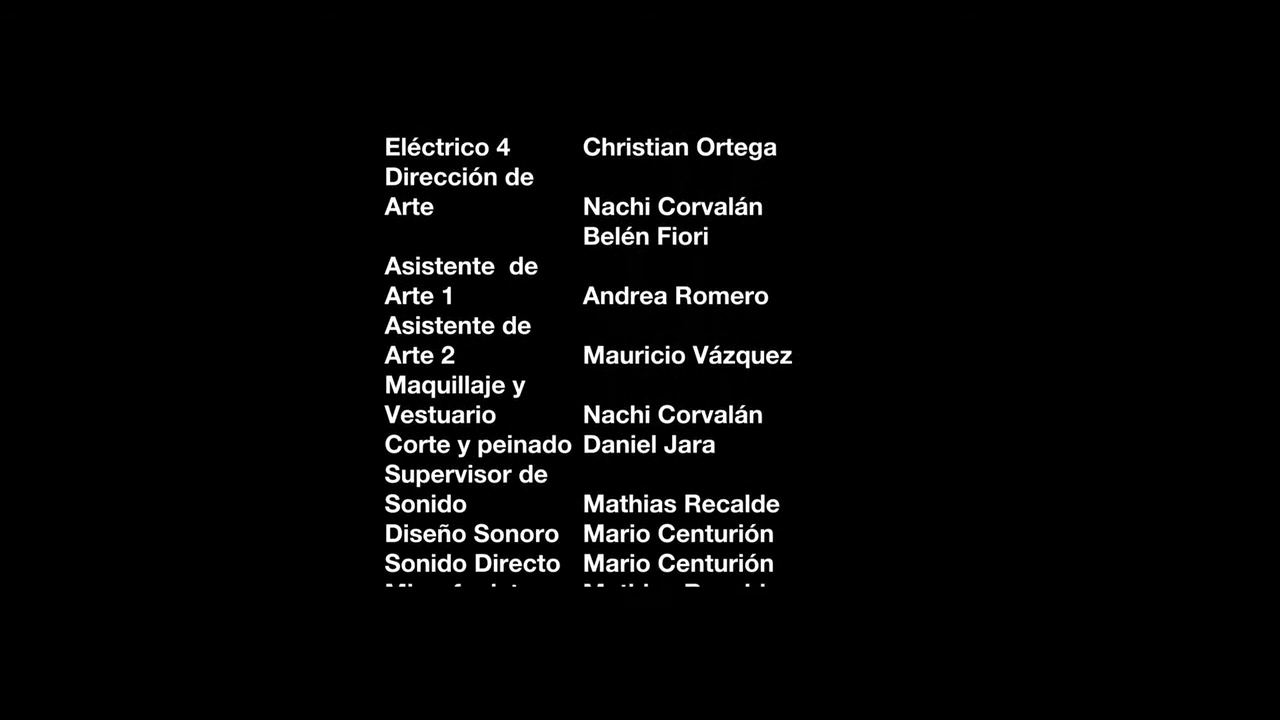 Eléctrico 4 Christian Ortega
Dirección de
Arte Nachi Corvalán
Belén Fiori
Asistente de
Arte 1 Andrea Romero
Asistente de
Arte 2 Mauricio Vázquez
Maquillaje y
Vestuario Nachi Corvalán
Corte y peinado Daniel Jara
Supervisor de
Sonido Mathias Recalde
Diseño Sonoro Mario Centurión
Sonido Directo Mario Centurión